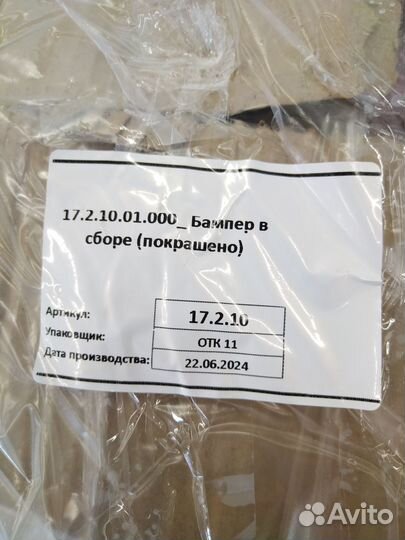 17.2.10.01.000_ Бампер в
сборе (покрашено)
Артикул: 17.2.10
Упаковщик: ОТК 11
Дата производства: 22.06.2024
Avito